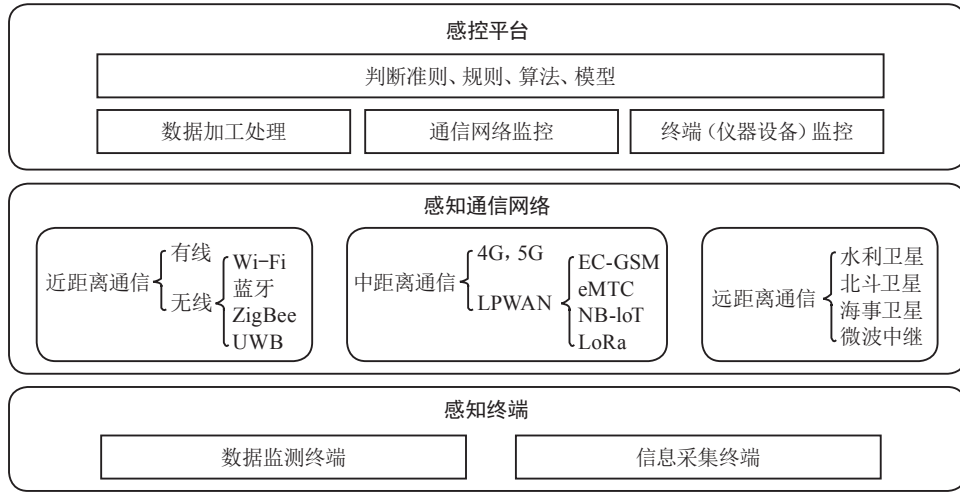 感控平台
判断准则、规则、算法、模型
数据加工处理
通信网络监控
终端（仪器设备）监控
感知通信网络
近距离通信
有线
无线
Wi-Fi
蓝牙
ZigBee
UWB
中距离通信
4G，5G
LPWAN
EC-GSM
eMTC
NB-loT
LoRa
远距离通信
水利卫星
北斗卫星
海事卫星
微波中继
感知终端
数据监测终端
信息采集终端